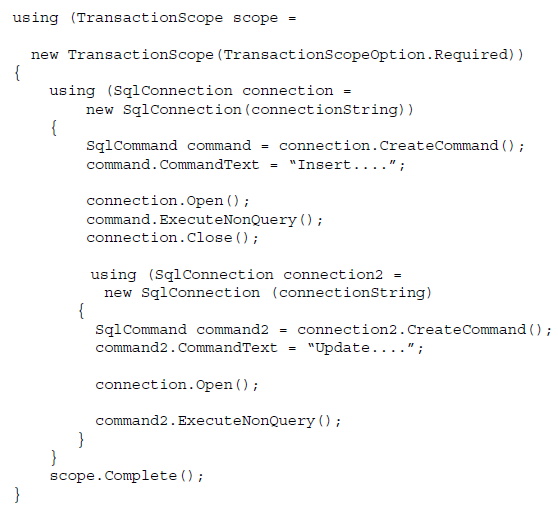 using (TransactionScope scope =
new TransactionScope(TransactionScopeOption.Required))
{
using (SqlConnection connection =
new SqlConnection(connectionString))
{
SqlCommand command = connection.CreateCommand();
command.CommandText = “Insert....”;
connection.Open();
command.ExecuteNonQuery();
connection.Close();
using (SqlConnection connection2 =
new SqlConnection (connectionString)
{
SqlCommand command2 = connection2.CreateCommand();
command2.CommandText = “Update....”;
connection.Open();
command2.ExecuteNonQuery();
}
}
scope.Complete();
}